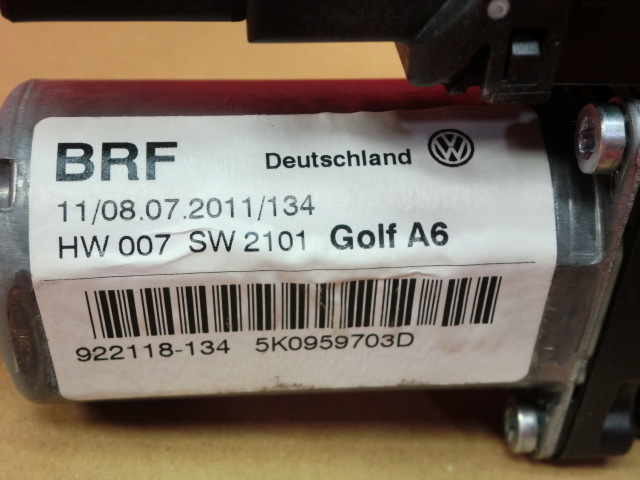 BRF Deutschland
11/08.07.2011/134
HW 007 SW 2101 Golf A6
922118-134 5K0959703D